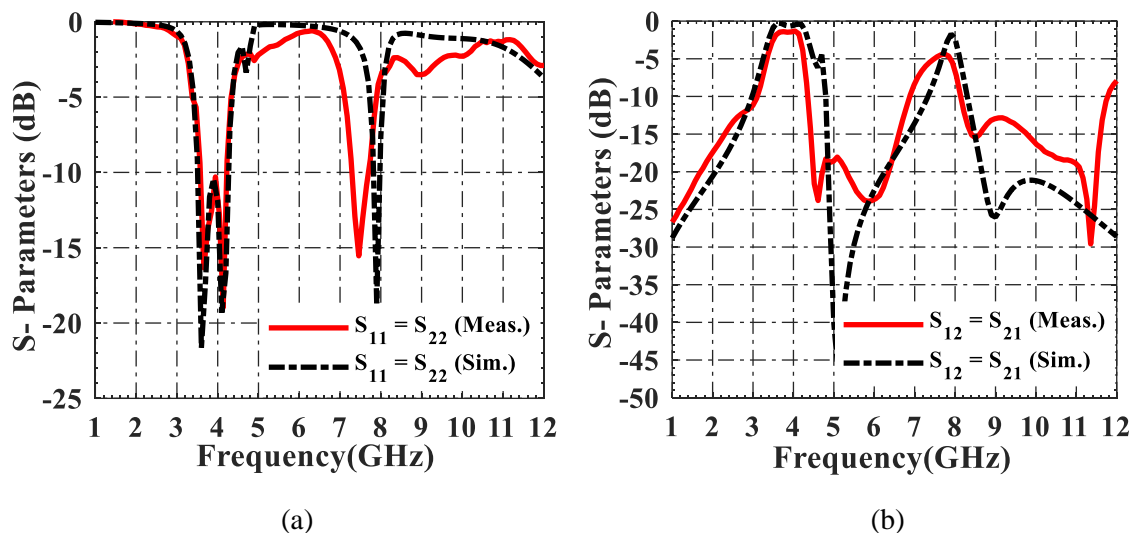 0
-5
-10
-15
-20
-25
S- Parameters (dB)
S11 = S22 (Meas.)
S11 = S22 (Sim.)
1 2 3 4 5 6 7 8 9 10 11 12
Frequency(GHz)
(a)
0
-5
-10
-15
-20
-25
-30
-35
-40
-45
-50
S- Parameters (dB)
S12 = S21 (Meas.)
S12 = S21 (Sim.)
1 2 3 4 5 6 7 8 9 10 11 12
Frequency(GHz)
(b)